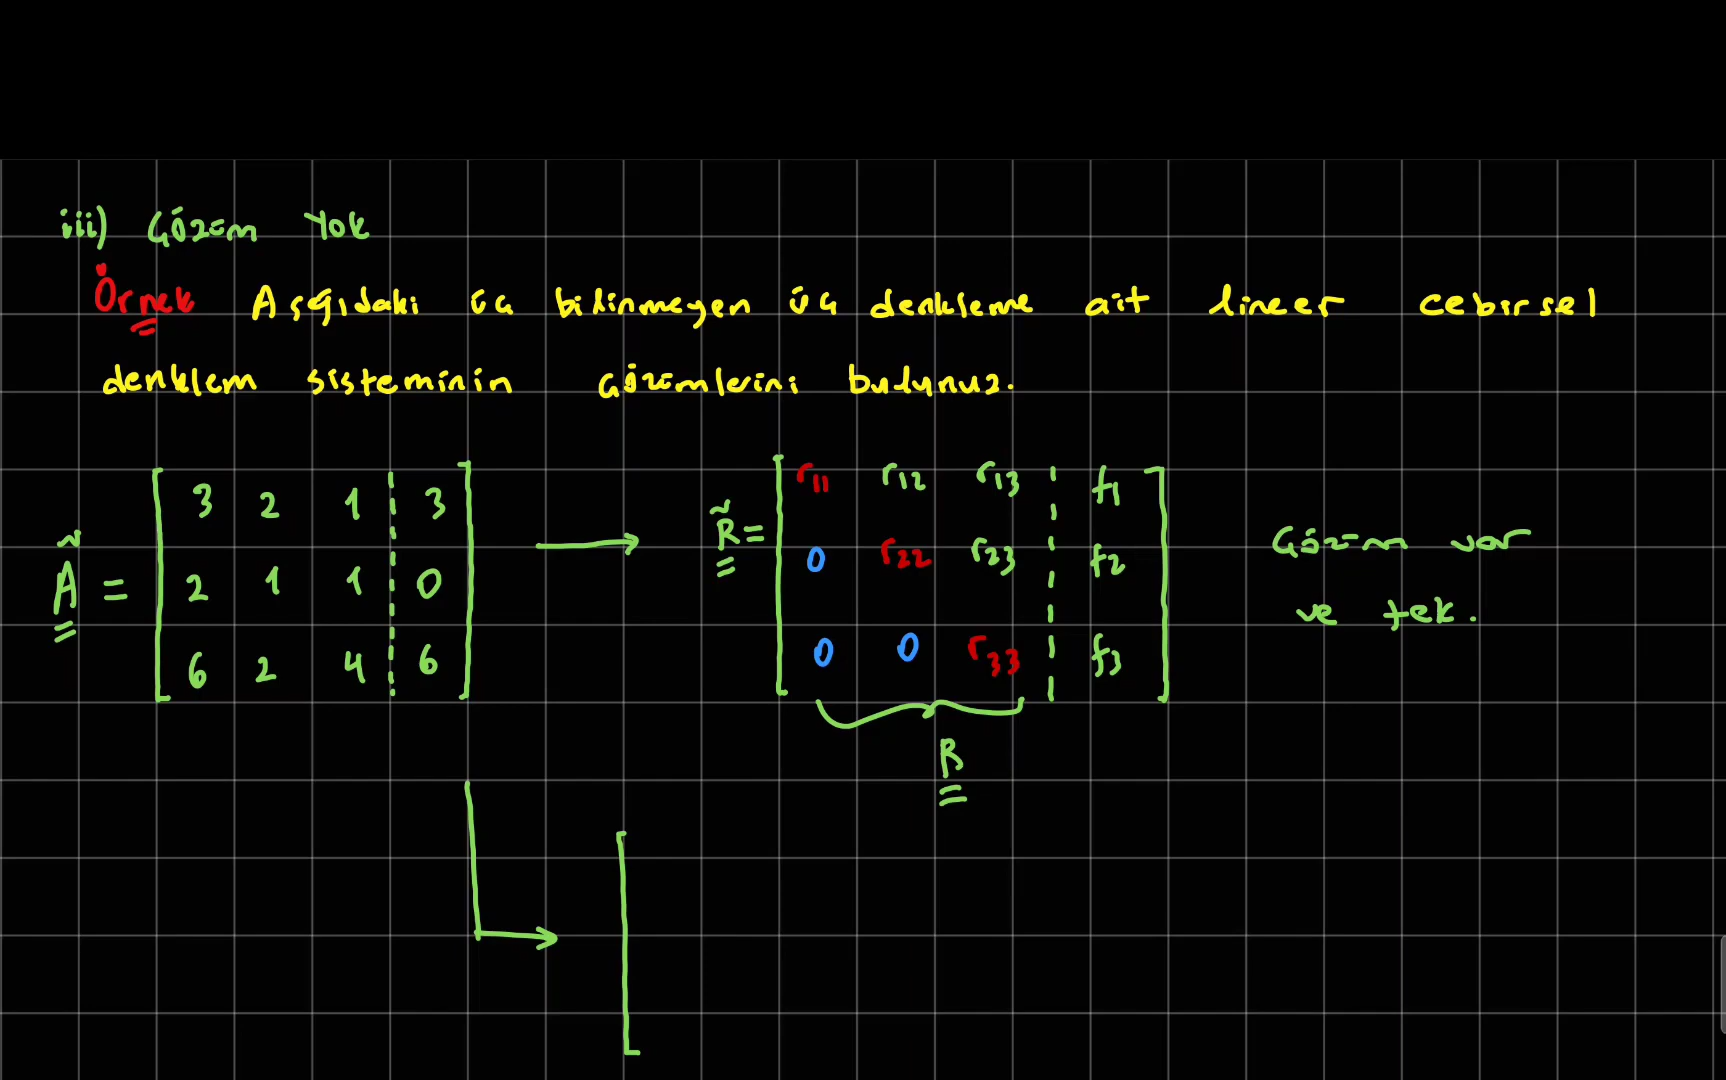 iii) Çözüm Yok
Örnek Aşağıdaki üç bilinmeyen üç denkleme ait lineer cebirsel
denklem sisteminin çözümlerini bulunuz.
Ã = [ 3 2 1 ¦ 3 ; 2 1 1 ¦ 0 ; 6 2 4 ¦ 6 ] → R̃ = [ r11 r12 r13 ¦ f1 ; 0 r22 r23 ¦ f2 ; 0 0 r33 ¦ f3 ] Çözüm var
ve tek.
R